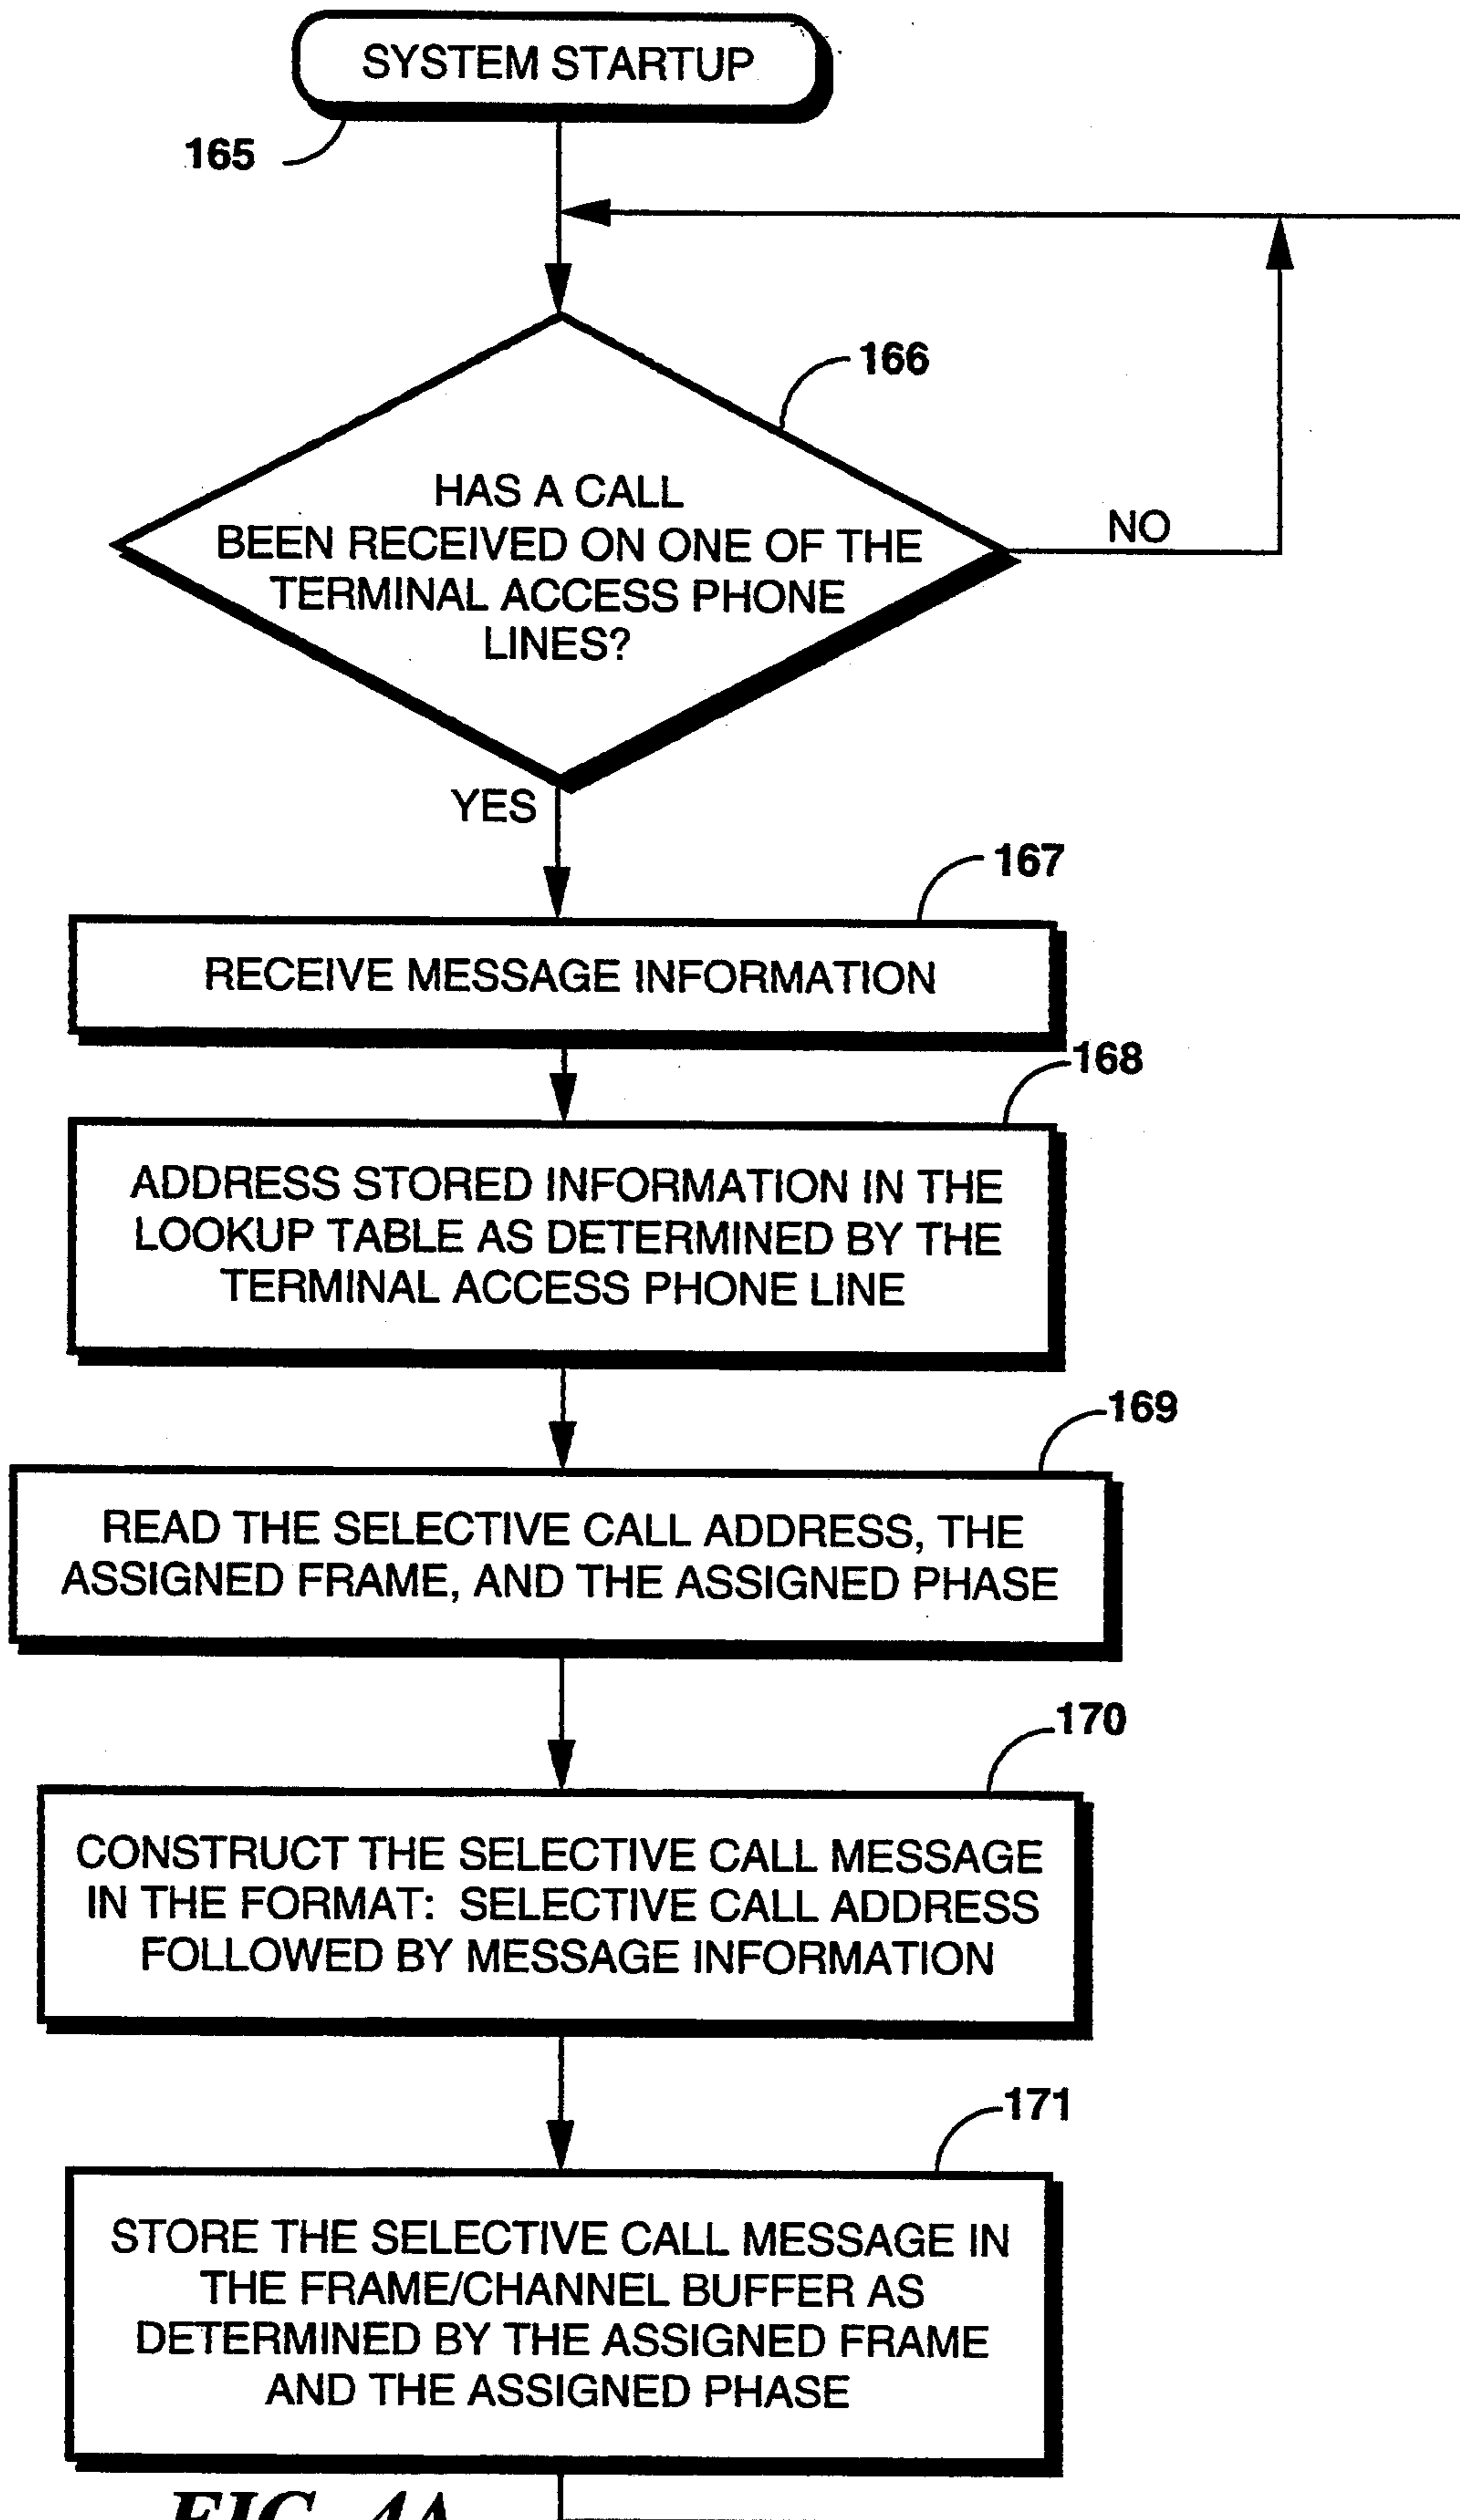 SYSTEM STARTUP
165
166
HAS A CALL
BEEN RECEIVED ON ONE OF THE
TERMINAL ACCESS PHONE
LINES?
NO
YES
167
RECEIVE MESSAGE INFORMATION
168
ADDRESS STORED INFORMATION IN THE
LOOKUP TABLE AS DETERMINED BY THE
TERMINAL ACCESS PHONE LINE
169
READ THE SELECTIVE CALL ADDRESS, THE
ASSIGNED FRAME, AND THE ASSIGNED PHASE
170
CONSTRUCT THE SELECTIVE CALL MESSAGE
IN THE FORMAT: SELECTIVE CALL ADDRESS
FOLLOWED BY MESSAGE INFORMATION
171
STORE THE SELECTIVE CALL MESSAGE IN
THE FRAME/CHANNEL BUFFER AS
DETERMINED BY THE ASSIGNED FRAME
AND THE ASSIGNED PHASE
FIG. 4A